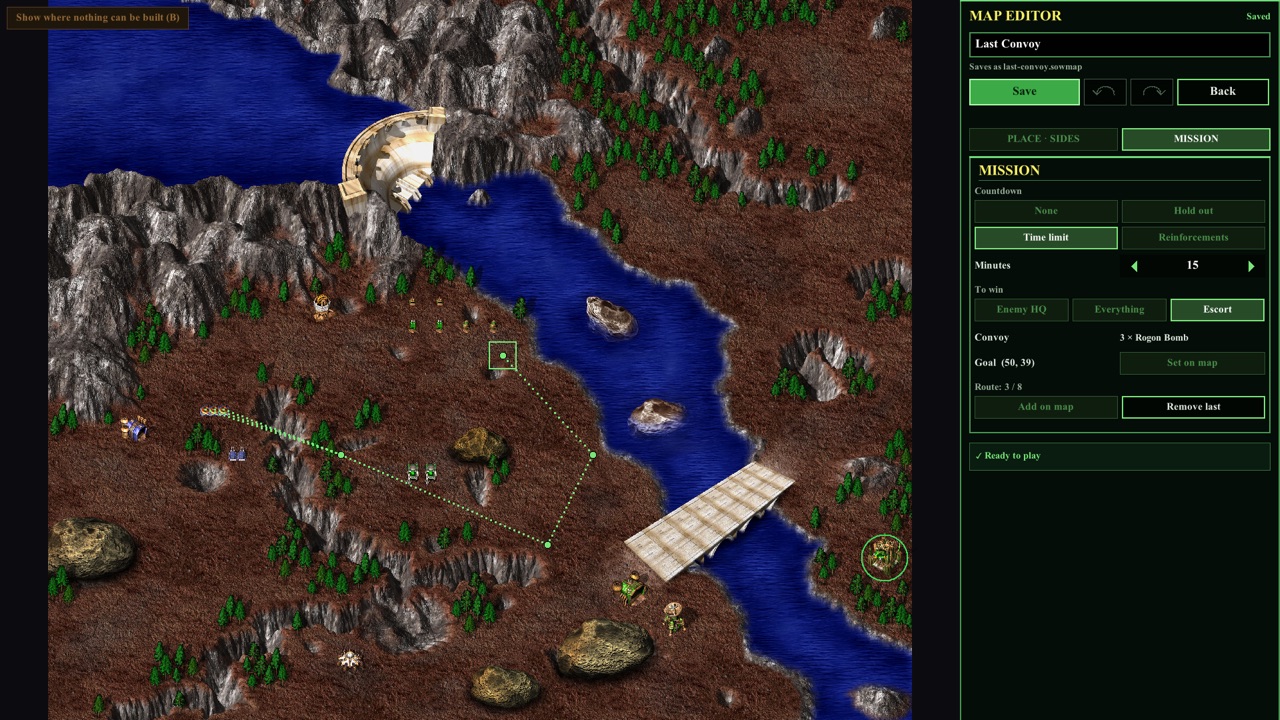 Show where nothing can be built (B)
MAP EDITOR
Saved
Last Convoy
Saves as last-convoy.sowmap
Save
Back
PLACE · SIDES
MISSION
MISSION
Countdown
None
Hold out
Time limit
Reinforcements
Minutes
15
To win
Enemy HQ
Everything
Escort
Convoy
3 × Rogon Bomb
Goal (50, 39)
Set on map
Route: 3 / 8
Add on map
Remove last
✓ Ready to play